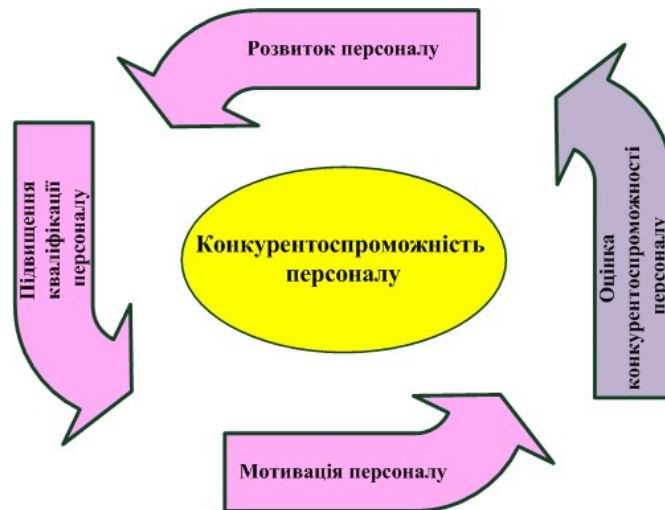 Розвиток персоналу
Підвищення
кваліфікації
персоналу
Конкурентоспроможність
персоналу
Оцінка
конкурентоспроможності
персоналу
Мотивація персоналу